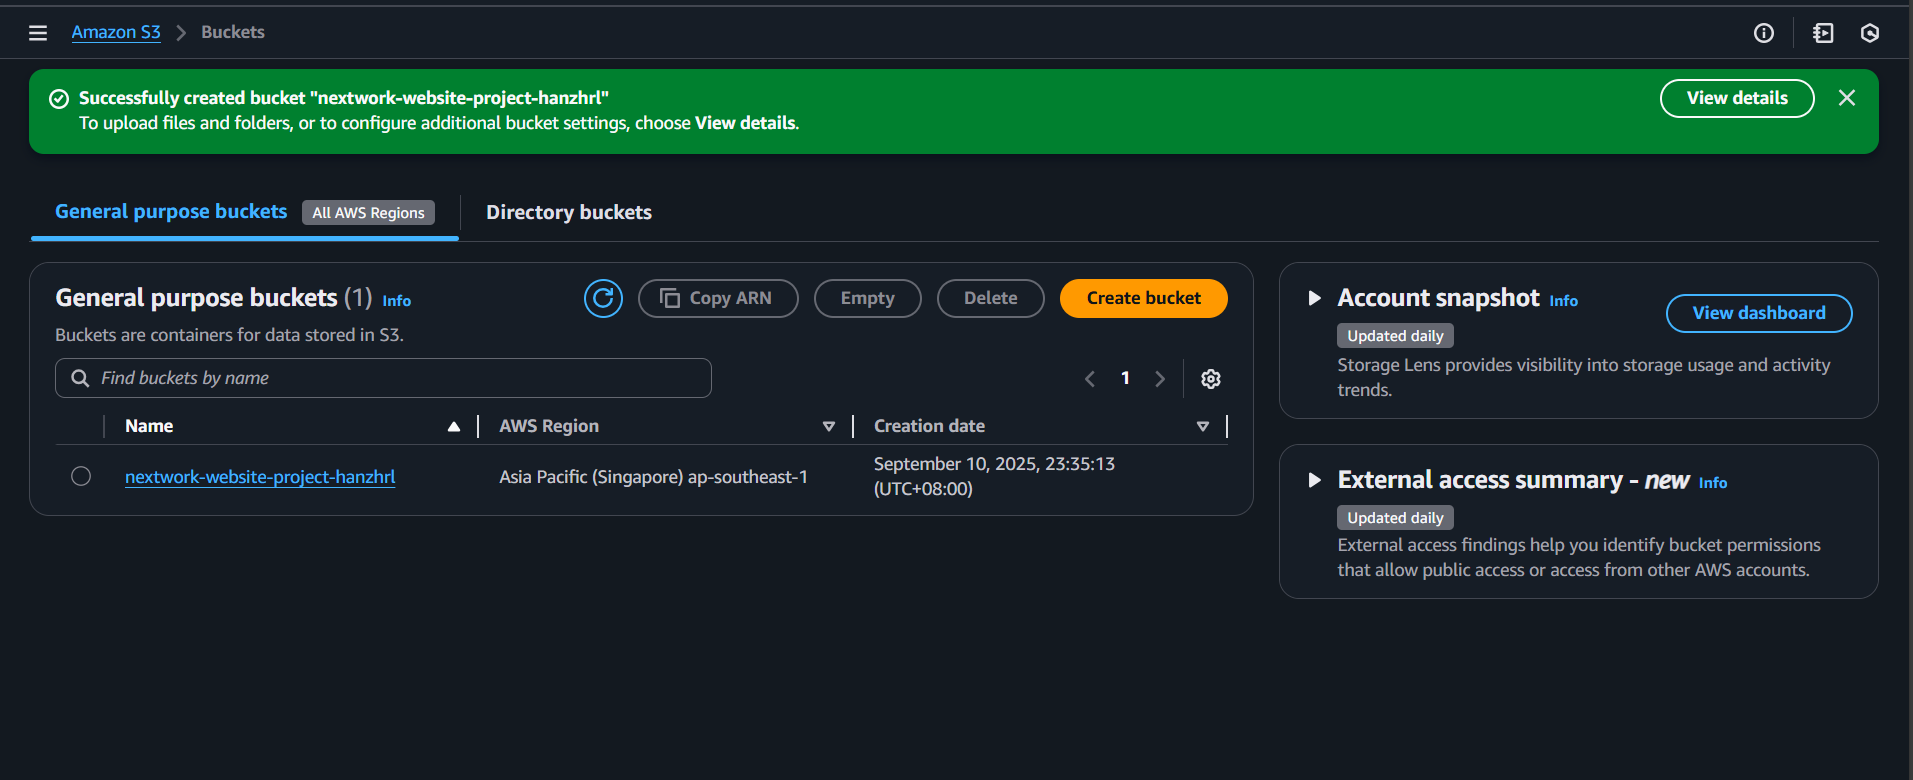 Amazon S3 > Buckets
Successfully created bucket "nextwork-website-project-hanzhrl"
To upload files and folders, or to configure additional bucket settings, choose View details.
View details
General purpose buckets All AWS Regions
Directory buckets
General purpose buckets (1) Info
Copy ARN
Empty
Delete
Create bucket
Buckets are containers for data stored in S3.
Find buckets by name
1
Name
AWS Region
Creation date
nextwork-website-project-hanzhrl
Asia Pacific (Singapore) ap-southeast-1
September 10, 2025, 23:35:13
(UTC+08:00)
Account snapshot Info
View dashboard
Updated daily
Storage Lens provides visibility into storage usage and activity
trends.
External access summary - new Info
Updated daily
External access findings help you identify bucket permissions
that allow public access or access from other AWS accounts.